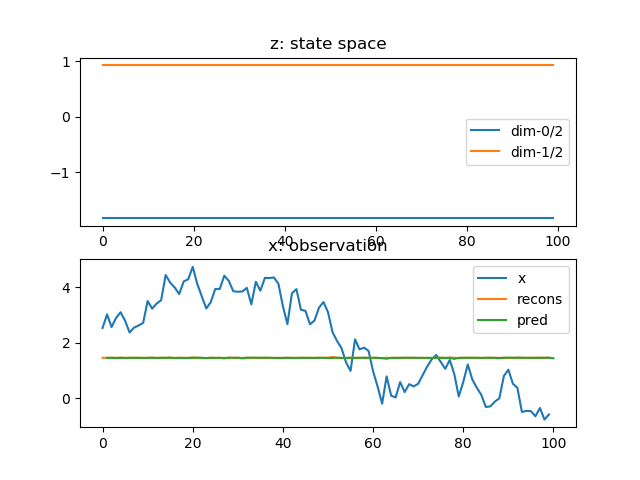 z: state space
1
0
−1
dim-0/2
dim-1/2
0 20 40 60 80 100
x: observation
4
2
0
x
recons
pred
0 20 40 60 80 100